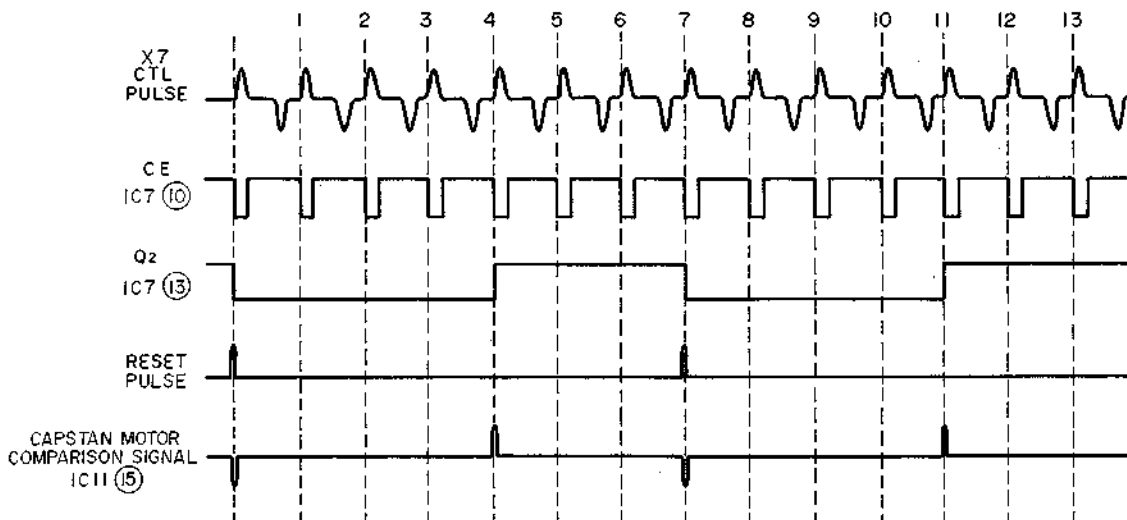 1 2 3 4 5 6 7 8 9 10 11 12 13
X7
CTL
PULSE
CE
IC7 ⑩
Q2
IC7 ⑬
RESET
PULSE
CAPSTAN MOTOR
COMPARISON SIGNAL
IC11 ⑮